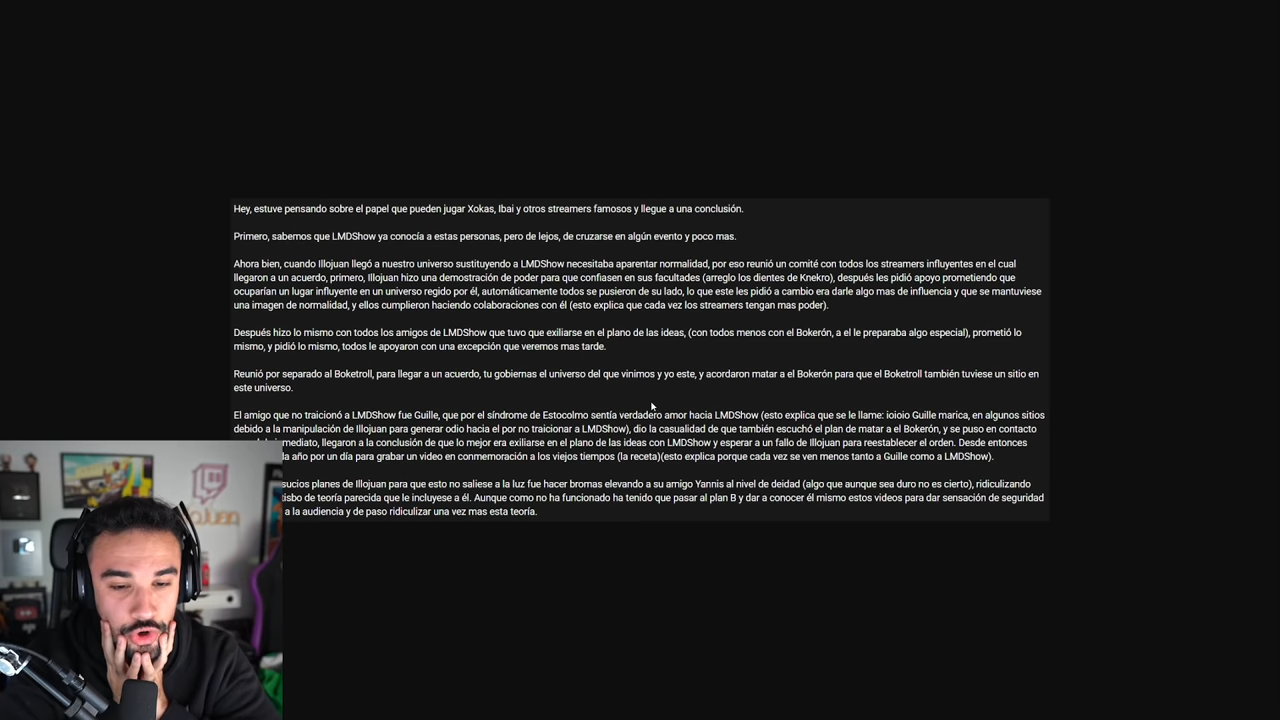 Hey, estuve pensando sobre el papel que pueden jugar Xokas, Ibai y otros streamers famosos y llegue a una conclusión.
Primero, sabemos que LMDShow ya conocía a estas personas, pero de lejos, de cruzarse en algún evento y poco mas.
Ahora bien, cuando Illojuan llegó a nuestro universo sustituyendo a LMDShow necesitaba aparentar normalidad, por eso reunió un comité con todos los streamers influyentes en el cual
llegaron a un acuerdo, primero, Illojuan hizo una demostración de poder para que confiasen en sus facultades (arreglo los dientes de Knekro), después les pidió apoyo prometiendo que
ocuparían un lugar influyente en un universo regido por él, automáticamente todos se pusieron de su lado, lo que este les pidió a cambio era darle algo mas de influencia y que se mantuviese
una imagen de normalidad, y ellos cumplieron haciendo colaboraciones con él (esto explica que cada vez los streamers tengan mas poder).
Después hizo lo mismo con todos los amigos de LMDShow que tuvo que exiliarse en el plano de las ideas, (con todos menos con el Bokerón, a el le preparaba algo especial), prometió lo
mismo, y pidió lo mismo, todos le apoyaron con una excepción que veremos mas tarde.
Reunió por separado al Boketroll, para llegar a un acuerdo, tu gobiernas el universo del que vinimos y yo este, y acordaron matar a el Bokerón para que el Boketroll también tuviese un sitio en
este universo.
El amigo que no traicionó a LMDShow fue Guille, que por el síndrome de Estocolmo sentía verdadero amor hacia LMDShow (esto explica que se le llame: ioioio Guille marica, en algunos sitios
debido a la manipulación de Illojuan para generar odio hacia el por no traicionar a LMDShow), dio la casualidad de que también escuchó el plan de matar a el Bokerón, y se puso en contacto
mediato, llegaron a la conclusión de que lo mejor era exiliarse en el plano de las ideas con LMDShow y esperar a un fallo de Illojuan para reestablecer el orden. Desde entonces
año por un día para grabar un video en conmemoración a los viejos tiempos (la receta)(esto explica porque cada vez se ven menos tanto a Guille como a LMDShow).
sucios planes de Illojuan para que esto no saliese a la luz fue hacer bromas elevando a su amigo Yannis al nivel de deidad (algo que aunque sea duro no es cierto), ridiculizando
tisbo de teoría parecida que le incluyese a él. Aunque como no ha funcionado ha tenido que pasar al plan B y dar a conocer él mismo estos videos para dar sensación de seguridad
a la audiencia y de paso ridiculizar una vez mas esta teoría.